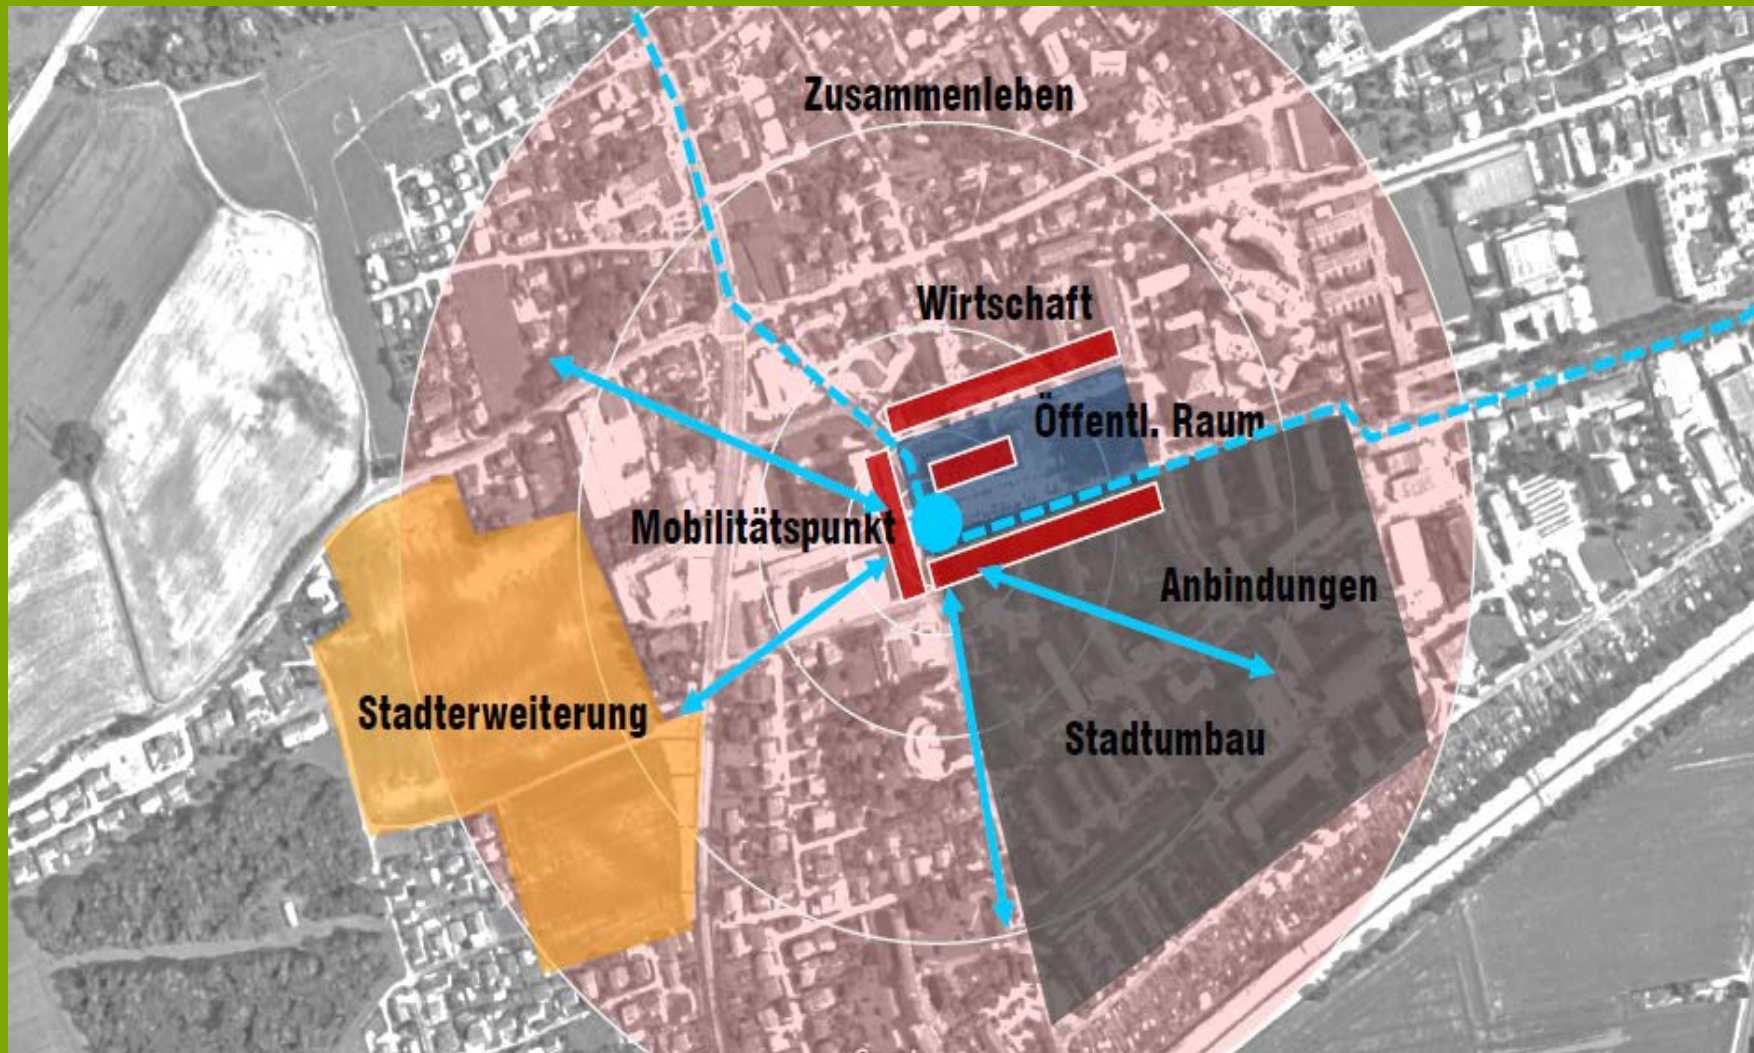 Zusammenleben
Wirtschaft
Öffentl. Raum
Mobilitätspunkt
Anbindungen
Stadterweiterung
Stadtumbau